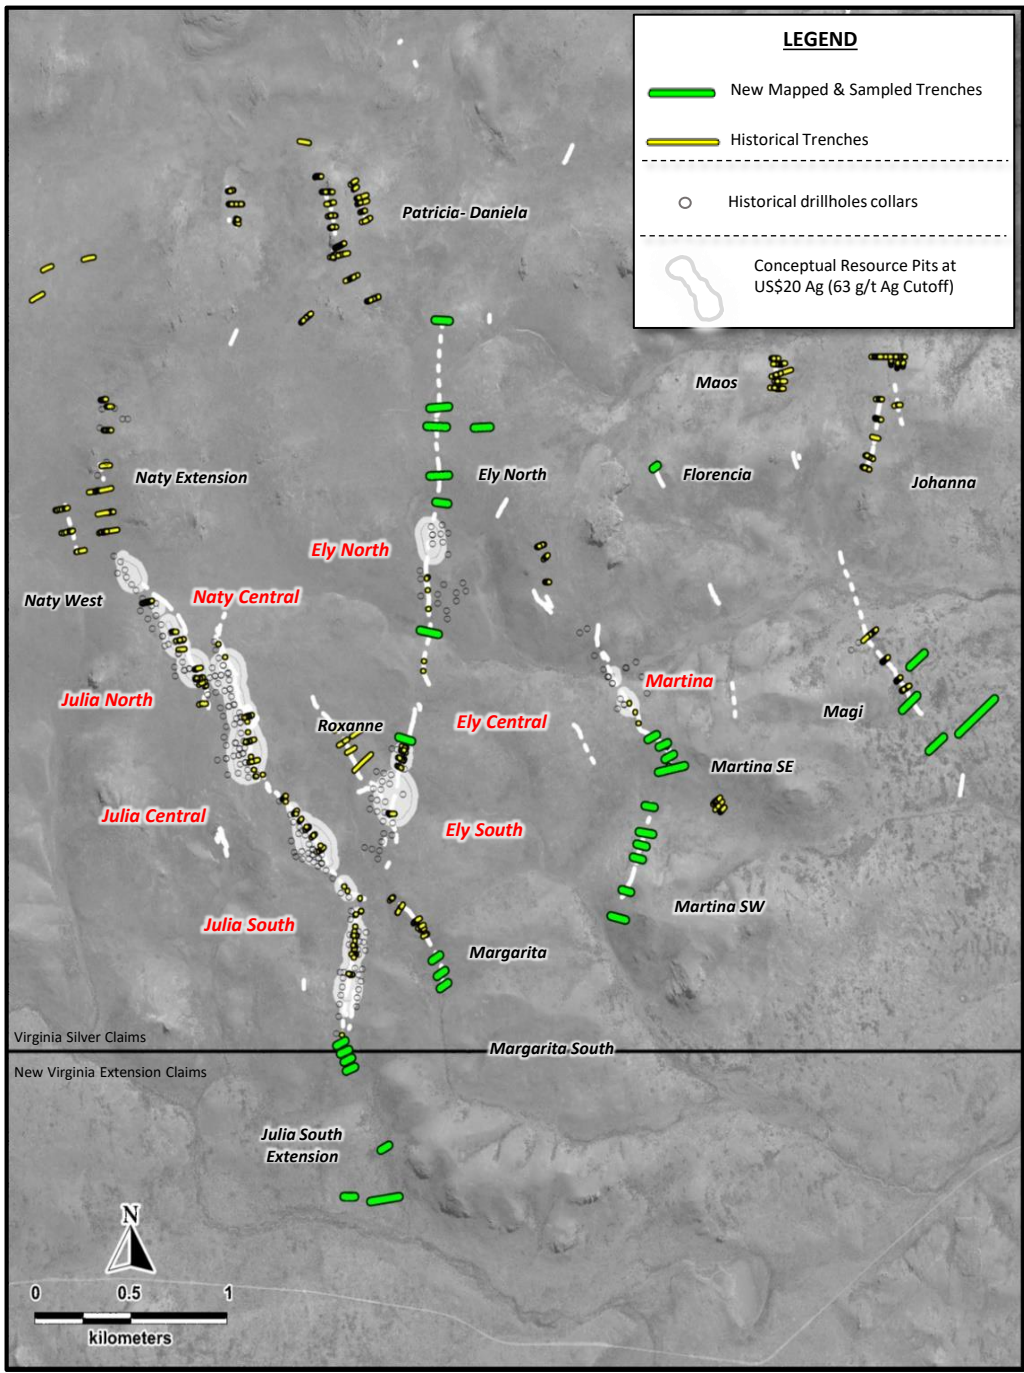 LEGEND
New Mapped & Sampled Trenches
Historical Trenches
Historical drillholes collars
Conceptual Resource Pits at
US$20 Ag (63 g/t Ag Cutoff)
Patricia- Daniela
Maos
Naty Extension
Ely North
Florencia
Johanna
Ely North
Naty West
Naty Central
Julia North
Martina
Roxanne
Ely Central
Magi
Martina SE
Julia Central
Ely South
Martina SW
Julia South
Margarita
Virginia Silver Claims
Margarita South
New Virginia Extension Claims
Julia South
Extension
N
0 0.5 1
kilometers